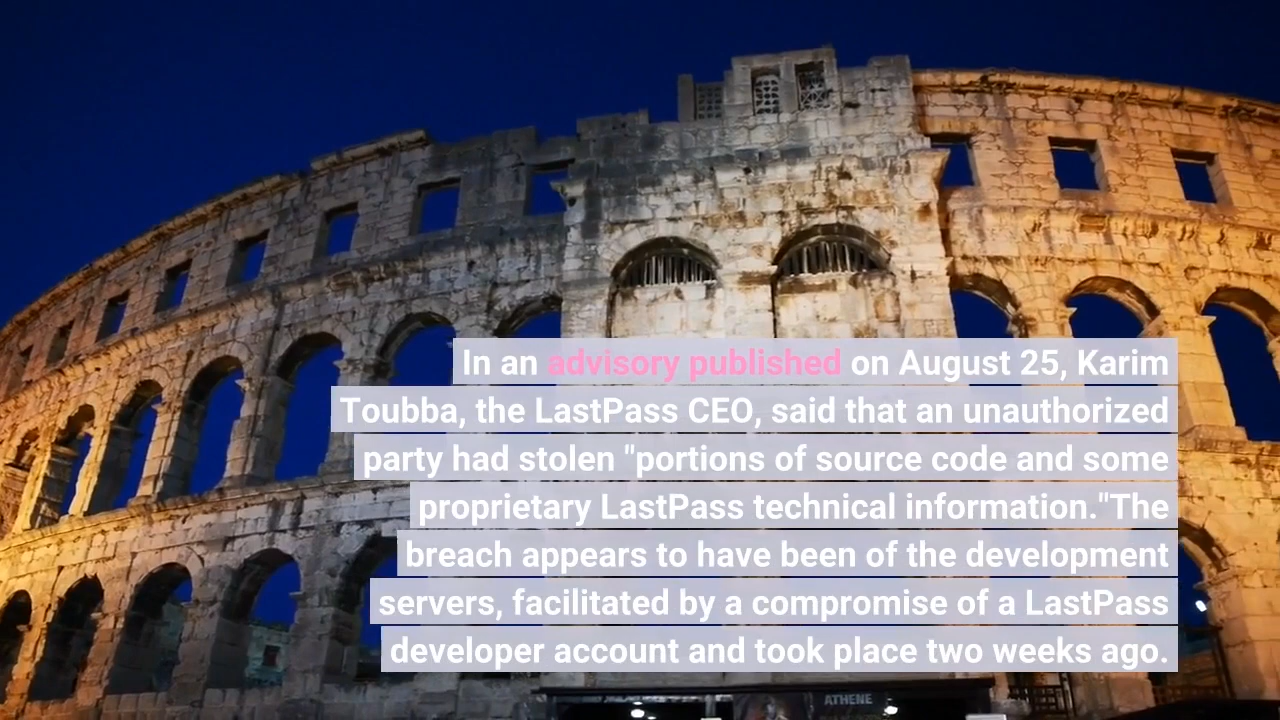 In an advisory published on August 25, Karim
Toubba, the LastPass CEO, said that an unauthorized
party had stolen "portions of source code and some
proprietary LastPass technical information."The
breach appears to have been of the development
servers, facilitated by a compromise of a LastPass
developer account and took place two weeks ago.
ATHENE